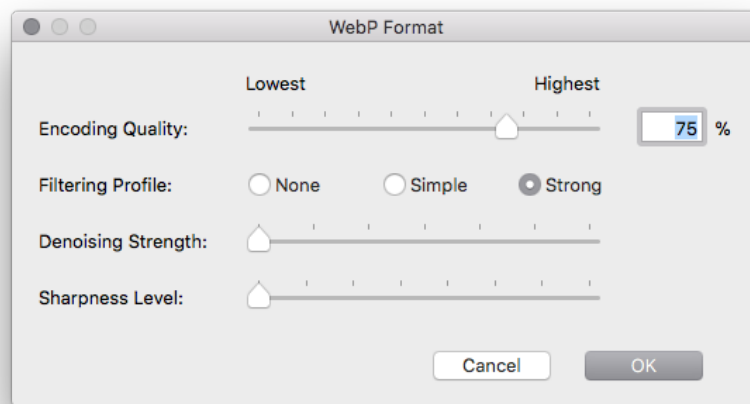 WebP Format
Lowest Highest
Encoding Quality: 75 %
Filtering Profile: None Simple Strong
Denoising Strength:
Sharpness Level:
Cancel OK